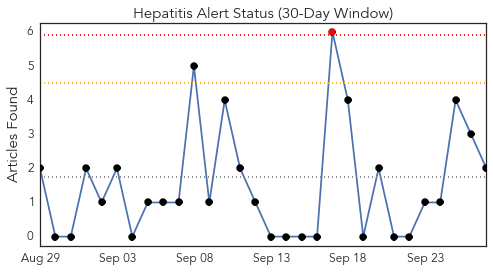 Hepatitis Alert Status (30-Day Window)
Articles Found
6
5
4
3
2
1
0
Aug 29 Sep 03 Sep 08 Sep 13 Sep 18 Sep 23